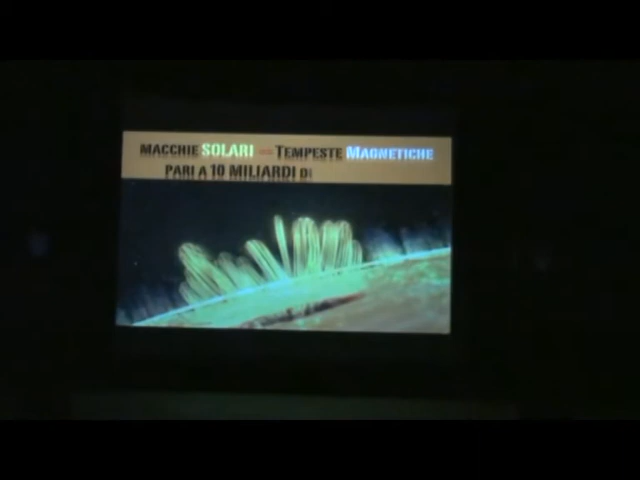 MACCHIE SOLARI — TEMPESTE MAGNETICHE
PARI A 10 MILIARDI DI